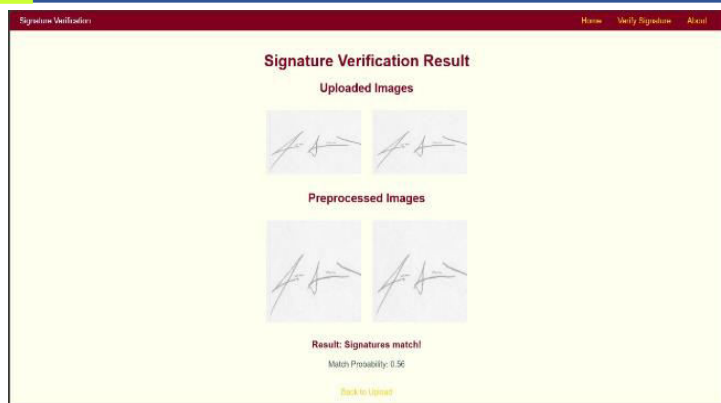 Signature Verification
Home Verify Signature About
Signature Verification Result
Uploaded Images
Preprocessed Images
Result: Signatures match!
Match Probability: 0.56
Back to Upload